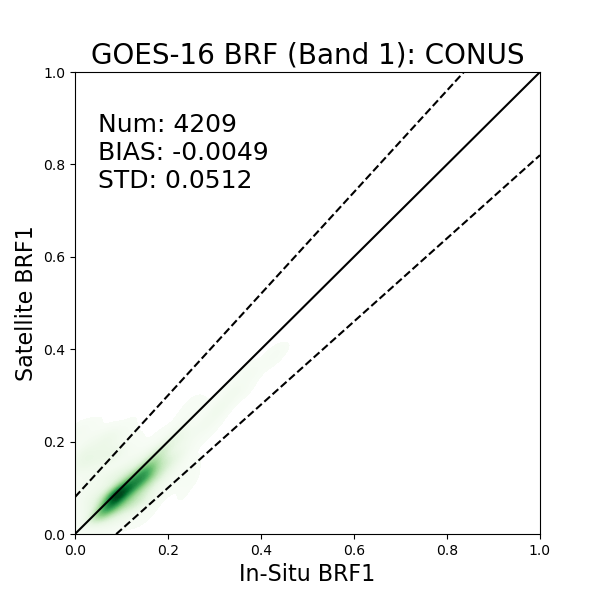 GOES-16 BRF (Band 1): CONUS
1.0
Num: 4209
BIAS: -0.0049
STD: 0.0512
0.8
0.6
0.4
0.2
0.0
Satellite BRF1
0.0 0.2 0.4 0.6 0.8 1.0
In-Situ BRF1